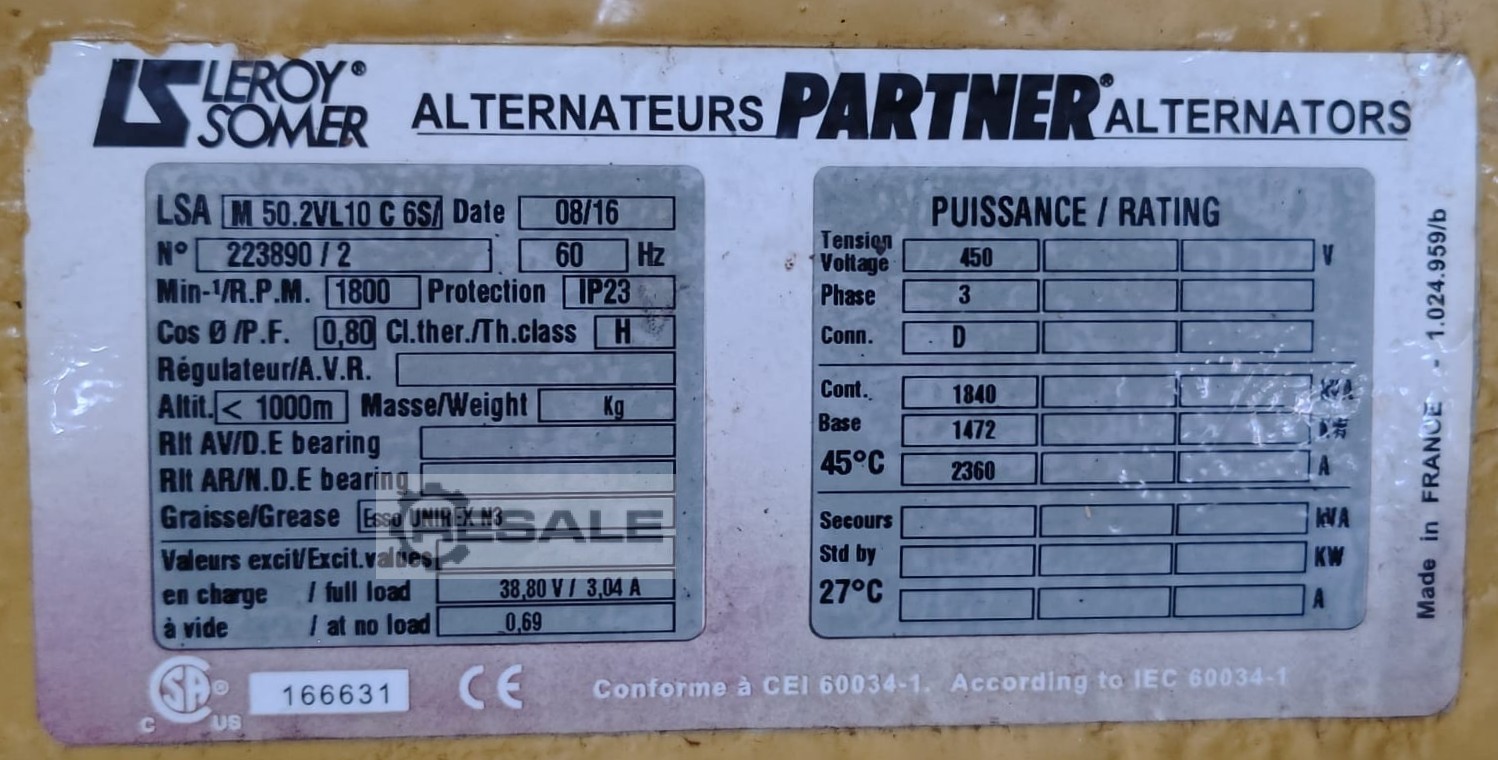 LEROY®
SOMER
ALTERNATEURS PARTNER® ALTERNATORS
LSA M 50.2VL10 C 6S/ Date 08/16
N° 223890 / 2 60 Hz
Min-¹/R.P.M. 1800 Protection IP23
Cos Ø /P.F. 0,80 Cl.ther./Th.class H
Régulateur/A.V.R.
Altit. < 1000m Masse/Weight Kg
Rlt AV/D.E bearing
Rlt AR/N.D.E bearing
Graisse/Grease Esso UNIREX N3
RESALE
Valeurs excit/Excit.values
en charge / full load 38,80 V / 3,04 A
à vide / at no load 0,69
PUISSANCE / RATING
Tension
Voltage 450 V
Phase 3
Conn. D
Cont. 1840 kVA
Base 1472
45°C 2360 A
Secours kVA
Std by KW
27°C A
Made in FRANCE - 1.024.959/b
C SA® US 166631 CE Conforme à CEI 60034-1. According to IEC 60034-1